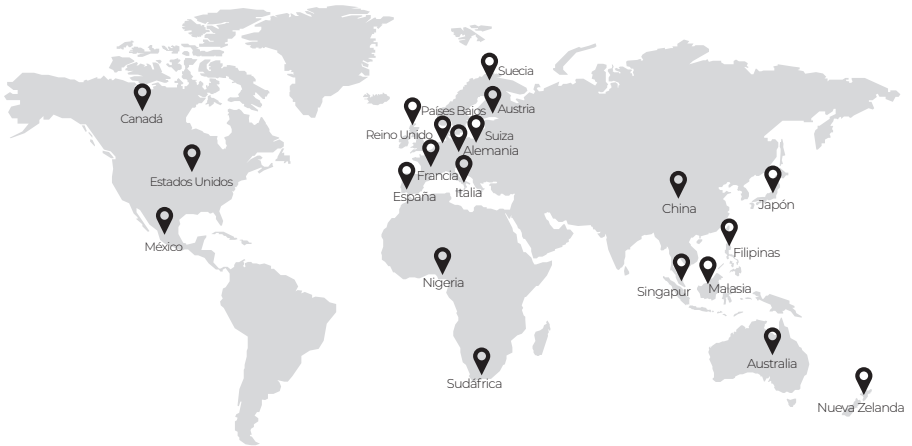 Suecia
Canadá
Países Bajos
Austria
Reino Unido
Suiza
Alemania
Estados Unidos
Francia
Italia
España
China
Japón
México
Filipinas
Nigeria
Singapur
Malasia
Australia
Sudáfrica
Nueva Zelanda